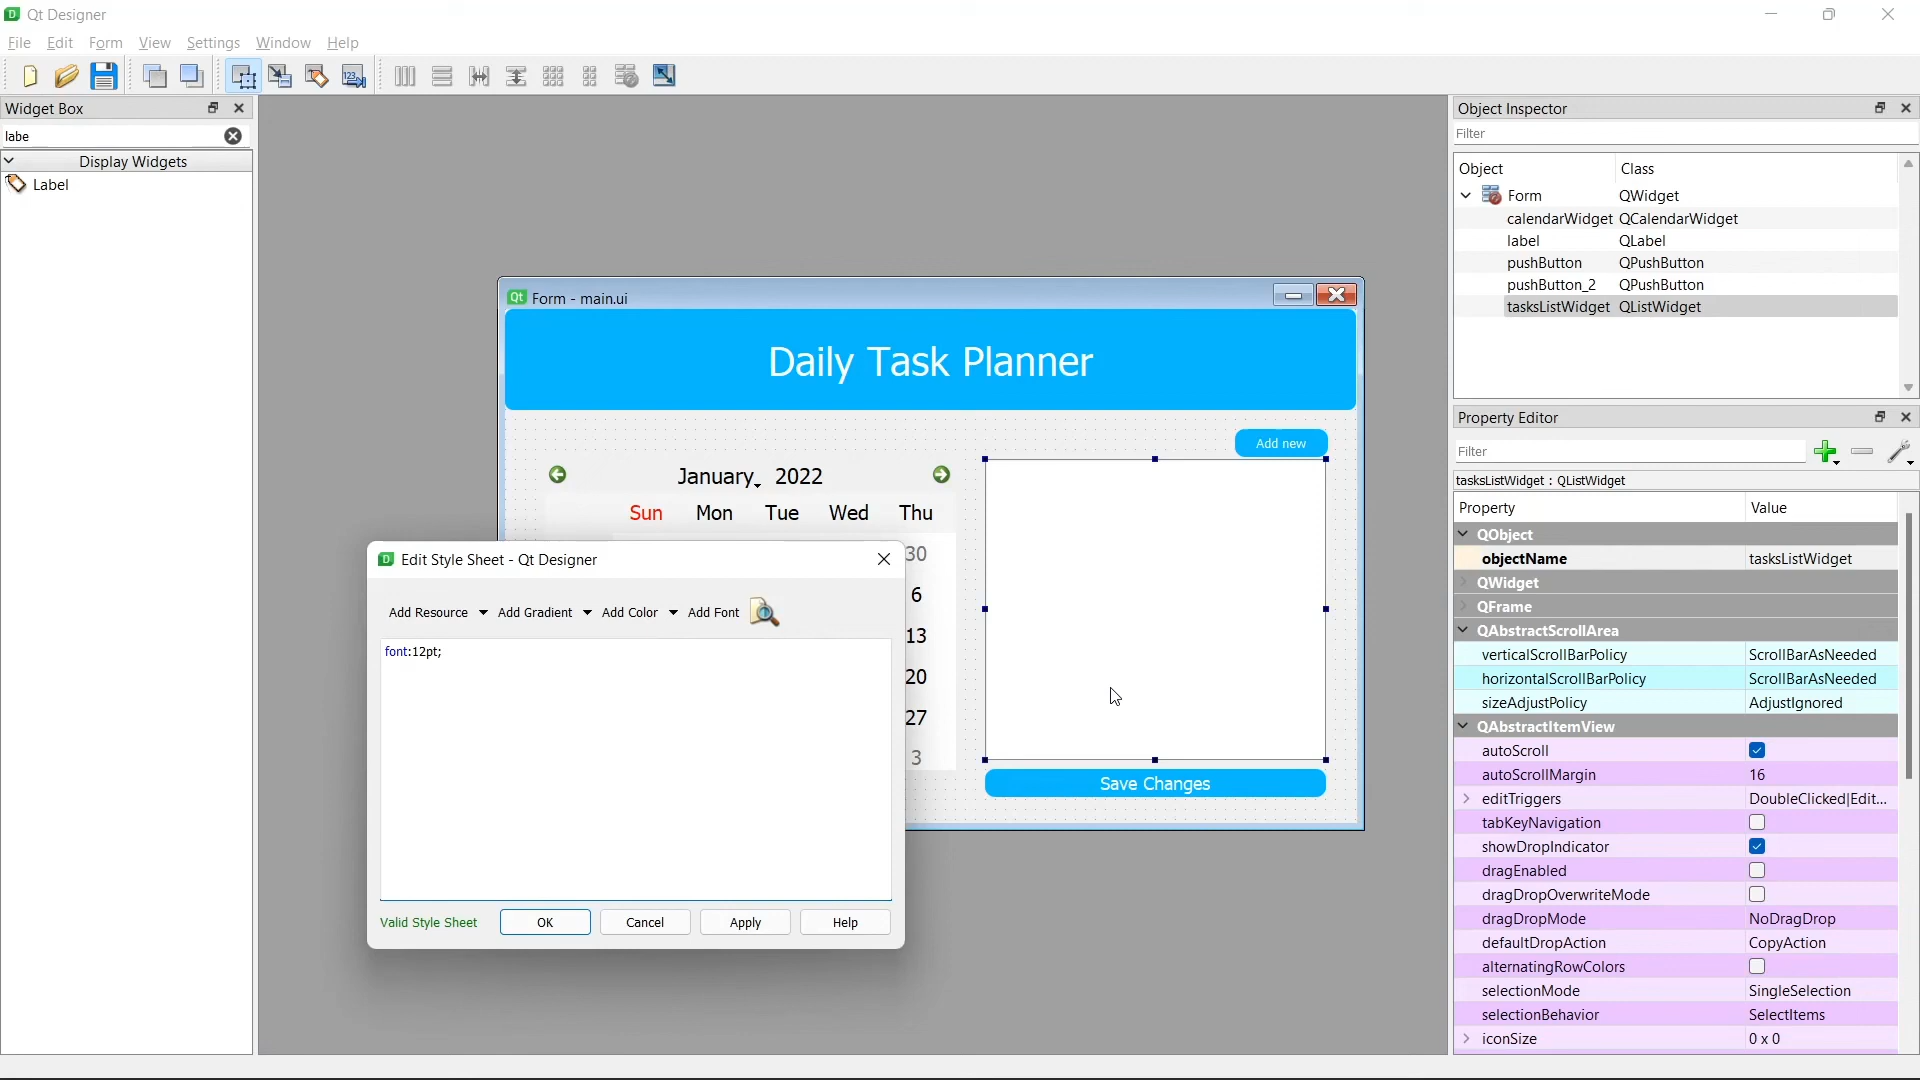 Qt Designer
File Edit Form View Settings Window Help
Widget Box
labe
Display Widgets
Label
Form - main.ui
Daily Task Planner
Add new
January, 2022
Sun Mon Tue Wed Thu
30
6
13
20
27
3
Save Changes
Edit Style Sheet - Qt Designer
Add Resource Add Gradient Add Color Add Font
font:12pt;
Valid Style Sheet OK Cancel Apply Help
Object Inspector
Filter
Object Class
Form QWidget
calendarWidget QCalendarWidget
label QLabel
pushButton QPushButton
pushButton_2 QPushButton
tasksListWidget QListWidget
Property Editor
Filter
tasksListWidget : QListWidget
Property Value
QObject
objectName tasksListWidget
QWidget
QFrame
QAbstractScrollArea
verticalScrollBarPolicy ScrollBarAsNeeded
horizontalScrollBarPolicy ScrollBarAsNeeded
sizeAdjustPolicy AdjustIgnored
QAbstractItemView
autoScroll
autoScrollMargin 16
editTriggers DoubleClicked|Edit...
tabKeyNavigation
showDropIndicator
dragEnabled
dragDropOverwriteMode
dragDropMode NoDragDrop
defaultDropAction CopyAction
alternatingRowColors
selectionMode SingleSelection
selectionBehavior SelectItems
iconSize 0 x 0